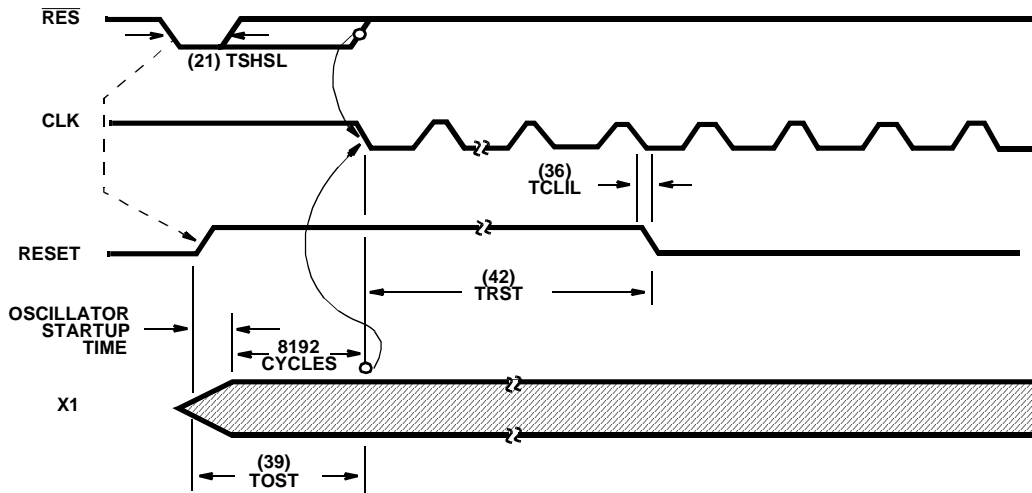 RES
(21) TSHSL
CLK
(36)
TCLIL
RESET
(42)
TRST
OSCILLATOR
STARTUP
TIME
8192
CYCLES
X1
(39)
TOST